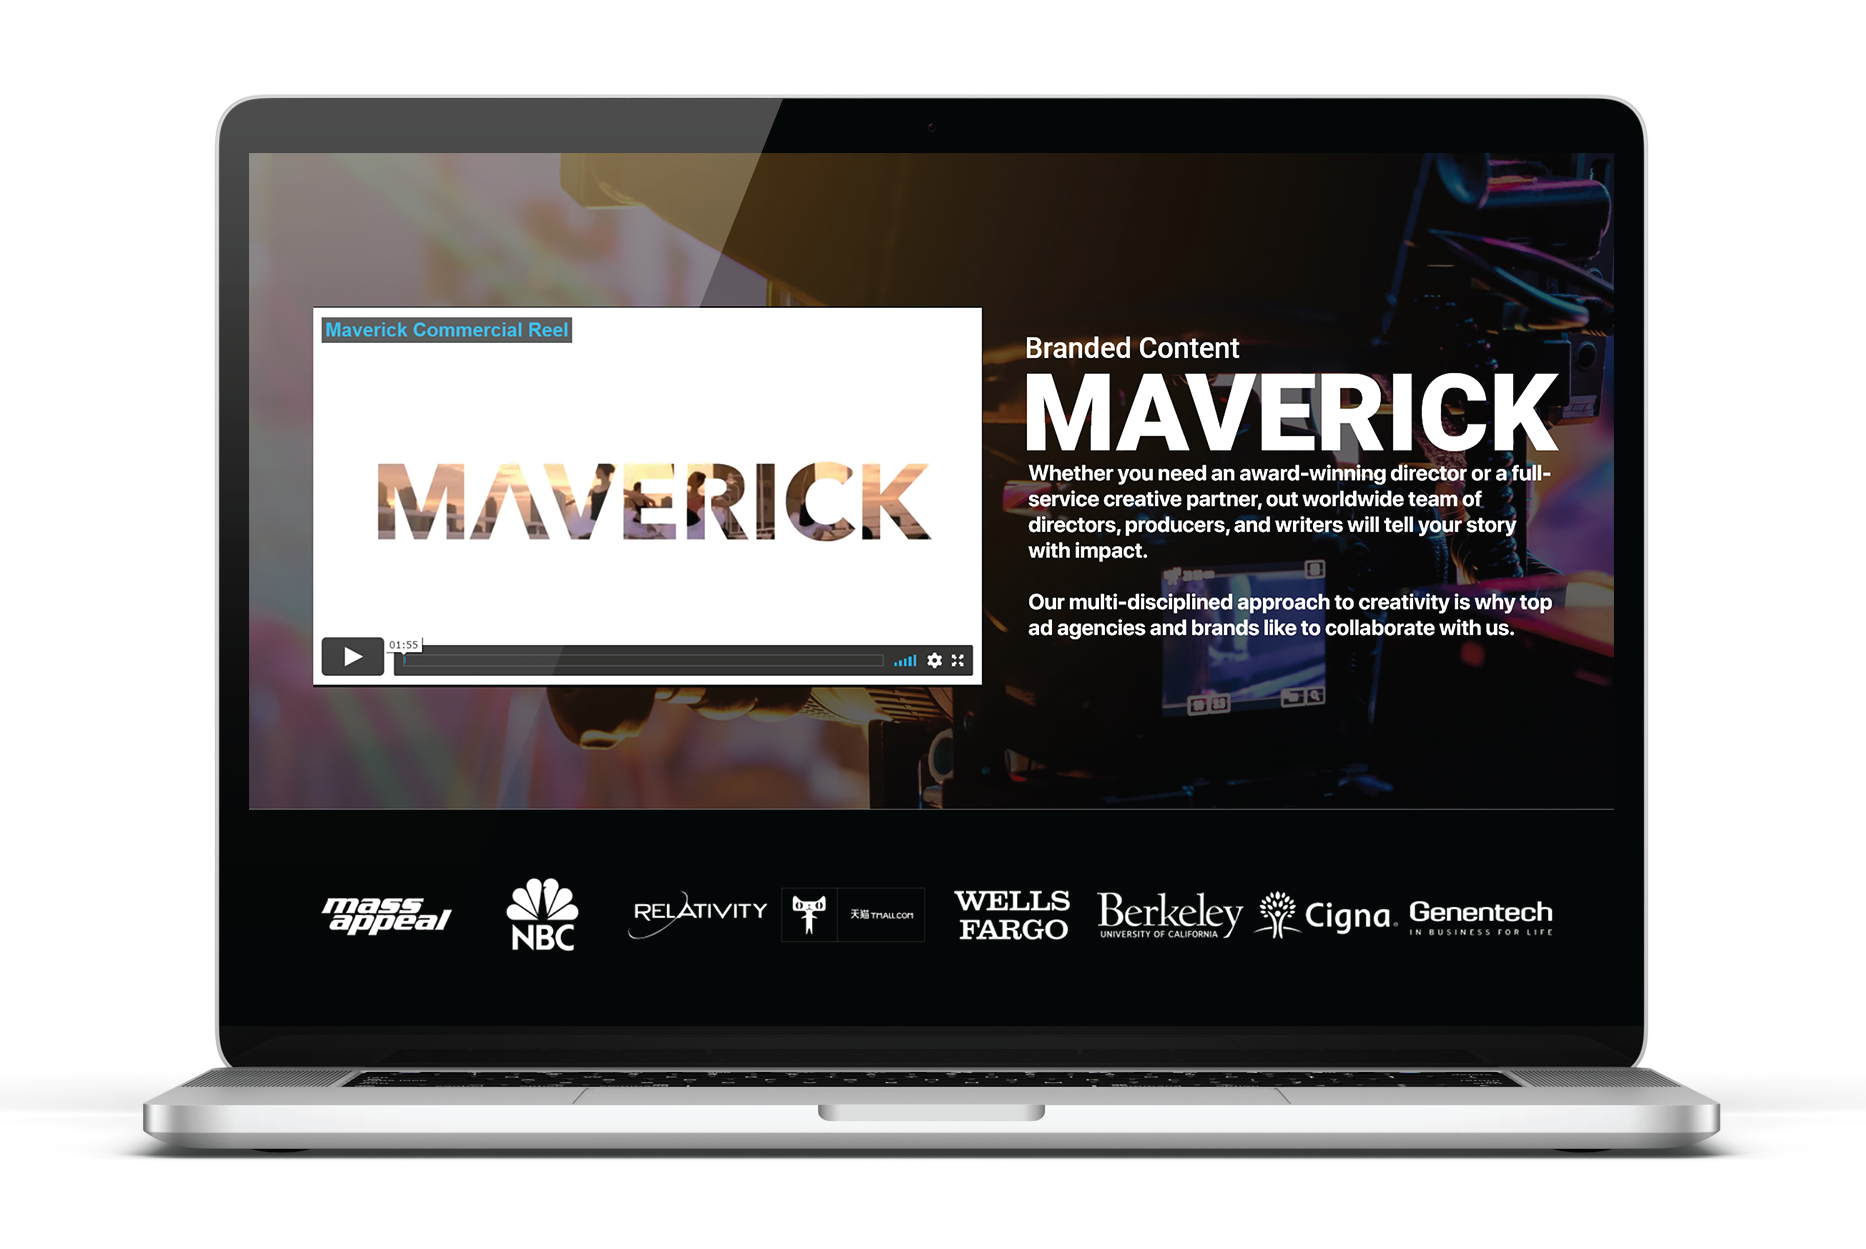 Maverick Commercial Reel
MAVERICK
01:55
Branded Content
MAVERICK
Whether you need an award-winning director or a full-
service creative partner, out worldwide team of
directors, producers, and writers will tell your story
with impact.
Our multi-disciplined approach to creativity is why top
ad agencies and brands like to collaborate with us.
mass
appeal
NBC
RELATIVITY
天猫 TMALL.COM
WELLS
FARGO
Berkeley
UNIVERSITY OF CALIFORNIA
Cigna®
Genentech
IN BUSINESS FOR LIFE